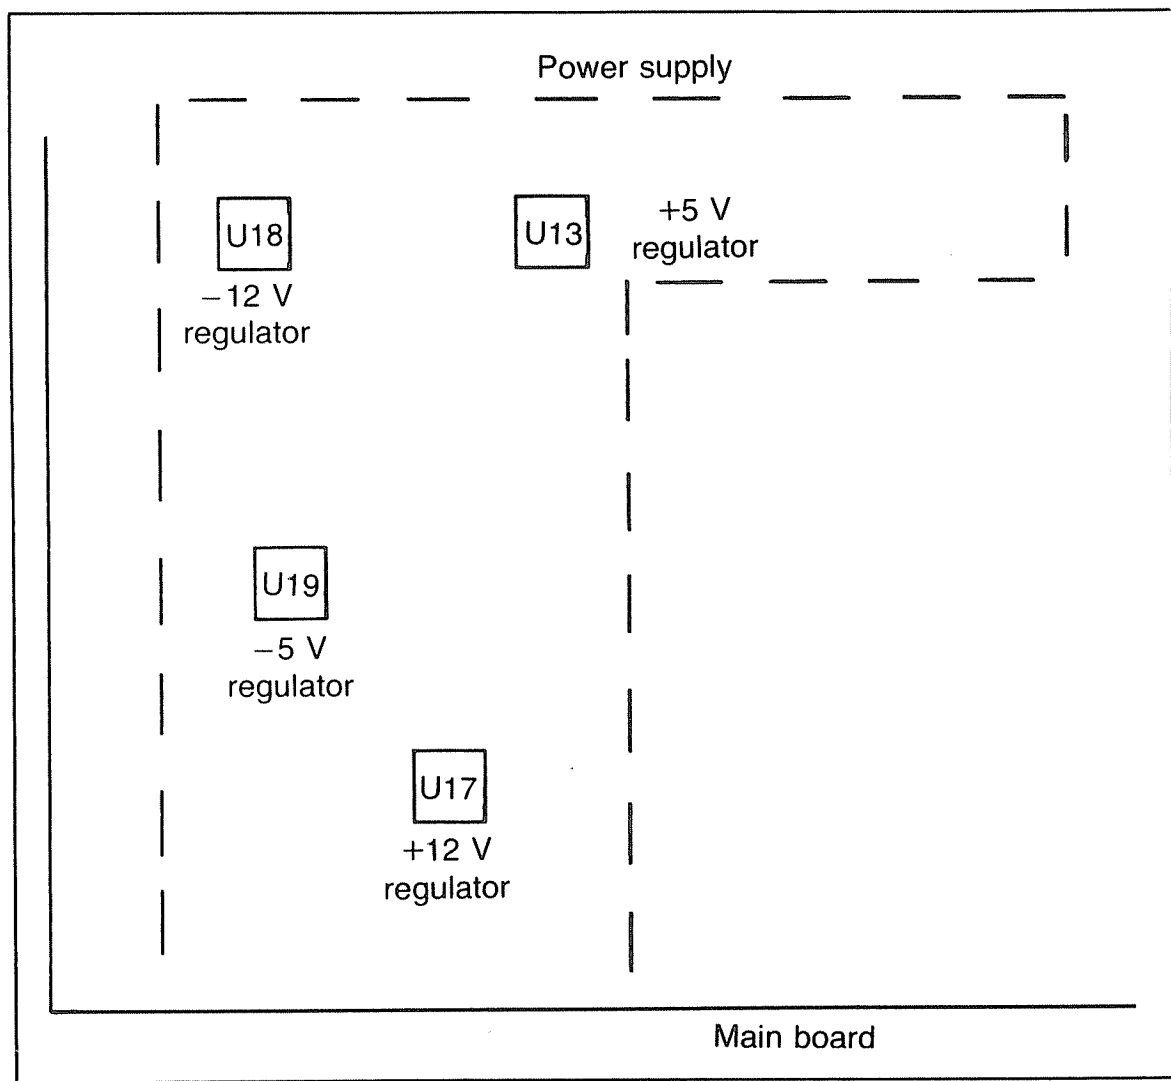 Power supply
U18
−12 V
regulator
U13
+5 V
regulator
U19
−5 V
regulator
U17
+12 V
regulator
Main board